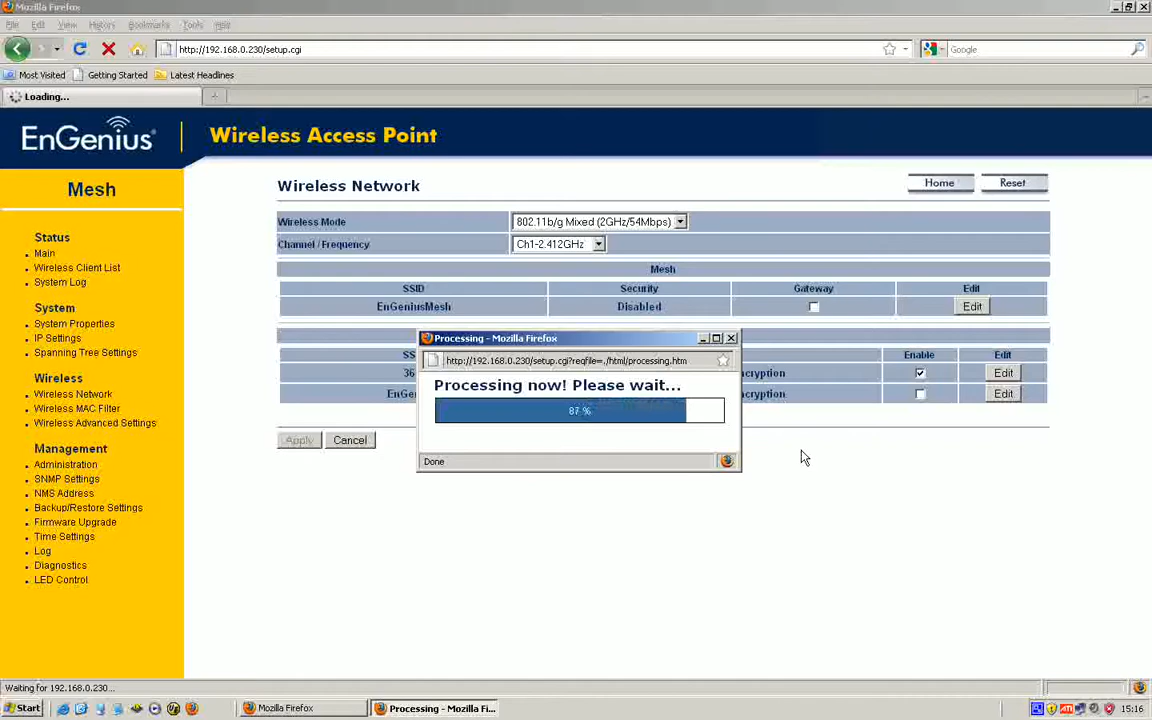 Mozilla Firefox
File Edit View History Bookmarks Tools Help
http://192.168.0.230/setup.cgi
Google
Most Visited Getting Started Latest Headlines
Loading...
EnGenius
Wireless Access Point
Mesh
Wireless Network
Home Reset
Status
Main
Wireless Client List
System Log
System
System Properties
IP Settings
Spanning Tree Settings
Wireless
Wireless Network
Wireless MAC Filter
Wireless Advanced Settings
Management
Administration
SNMP Settings
NMS Address
Backup/Restore Settings
Firmware Upgrade
Time Settings
Log
Diagnostics
LED Control
Wireless Mode 802.11b/g Mixed (2GHz/54Mbps)
Channel / Frequency Ch1-2.412GHz
Mesh
SSID Security Gateway Edit
EnGeniusMesh Disabled Edit
Enable Edit
36 Edit
Edit
Apply Cancel
Processing - Mozilla Firefox
http://192.168.0.230/setup.cgi?reqfile=./html/processing.htm
Processing now! Please wait...
87 %
Done
Waiting for 192.168.0.230...
Start Mozilla Firefox Processing - Mozilla Fi... 15:16